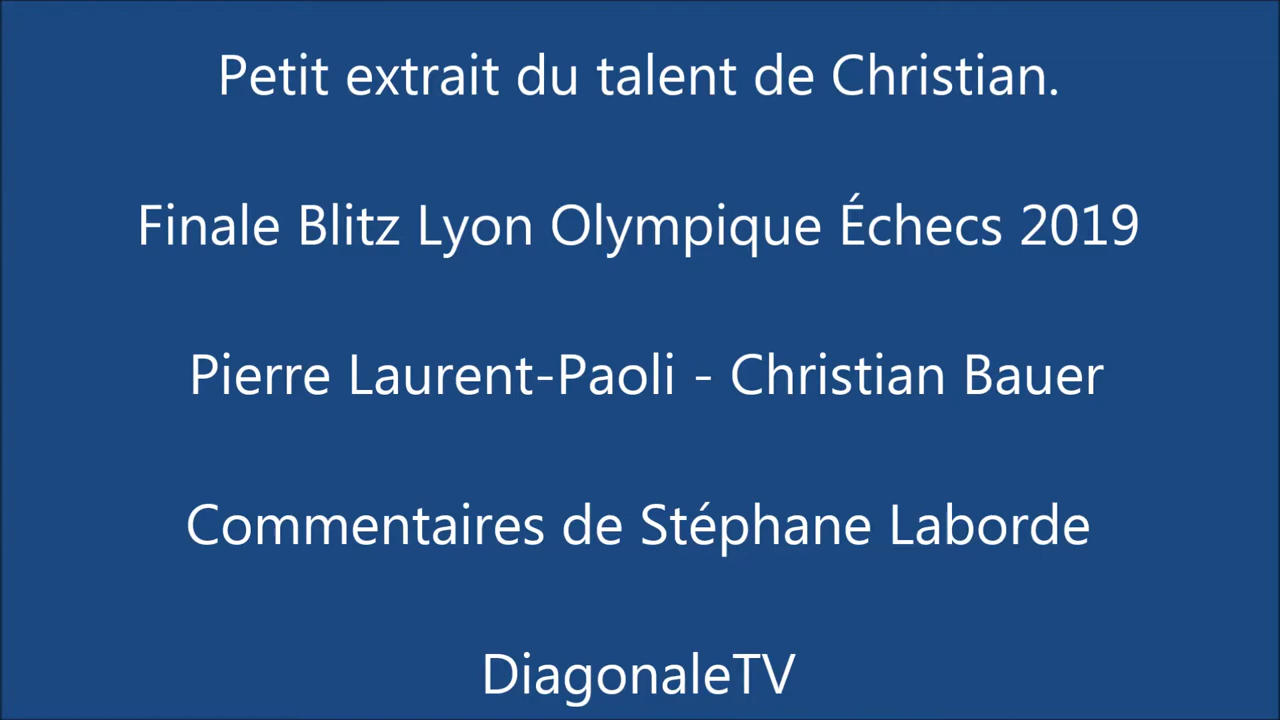 Petit extrait du talent de Christian.
Finale Blitz Lyon Olympique Échecs 2019
Pierre Laurent-Paoli - Christian Bauer
Commentaires de Stéphane Laborde
DiagonaleTV